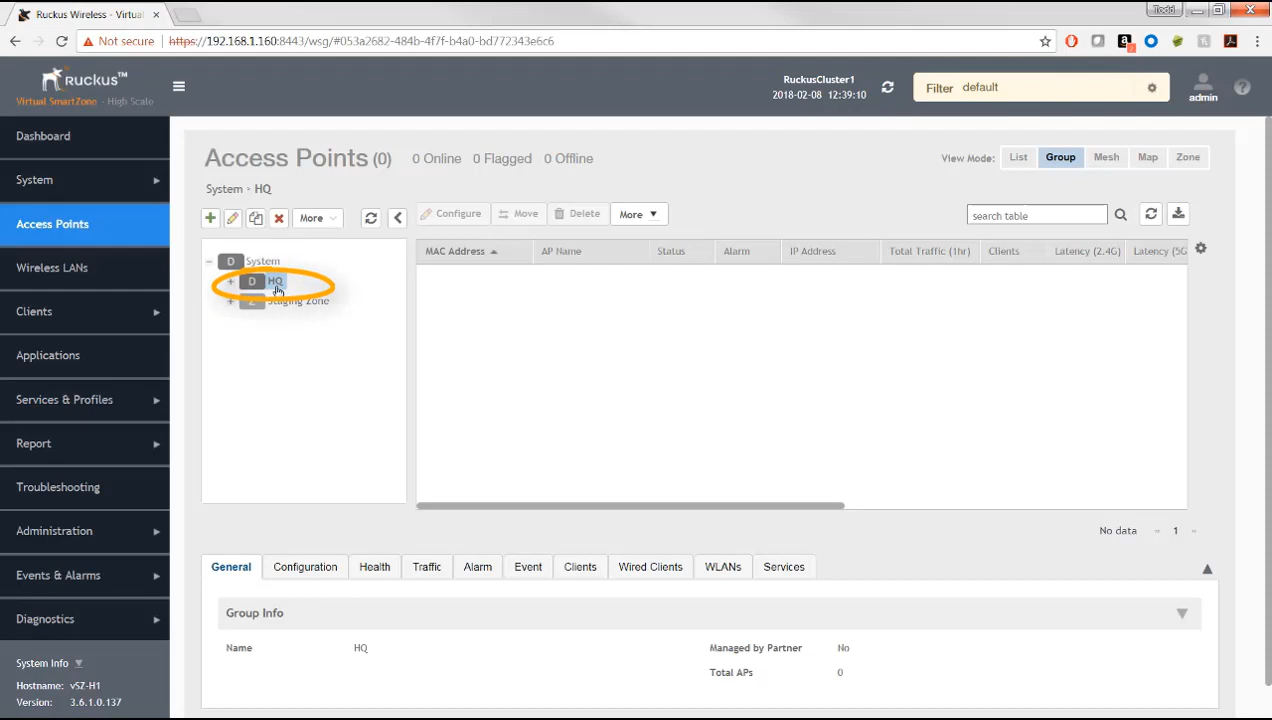 Ruckus Wireless - Virtual
Todd
Not secure
https://192.168.1.160:8443/wsg/#053a2682-484b-4f7f-b4a0-bd772343e6c6
RUCKUS™
Virtual SmartZone - High Scale
RuckusCluster1
2018-02-08 12:39:10
Filter default
admin
Dashboard
System
Access Points
Wireless LANs
Clients
Applications
Services & Profiles
Report
Troubleshooting
Administration
Events & Alarms
Diagnostics
System Info
Hostname: vSZ-H1
Version: 3.6.1.0.137
Access Points (0) 0 Online 0 Flagged 0 Offline
View Mode: List Group Mesh Map Zone
System HQ
More
Configure Move Delete More
search table
D System
D HQ
Z Staging Zone
MAC Address AP Name Status Alarm IP Address Total Traffic (1hr) Clients Latency (2.4G) Latency (5G
No data 1
General Configuration Health Traffic Alarm Event Clients Wired Clients WLANs Services
Group Info
Name HQ Managed by Partner No
Total APs 0